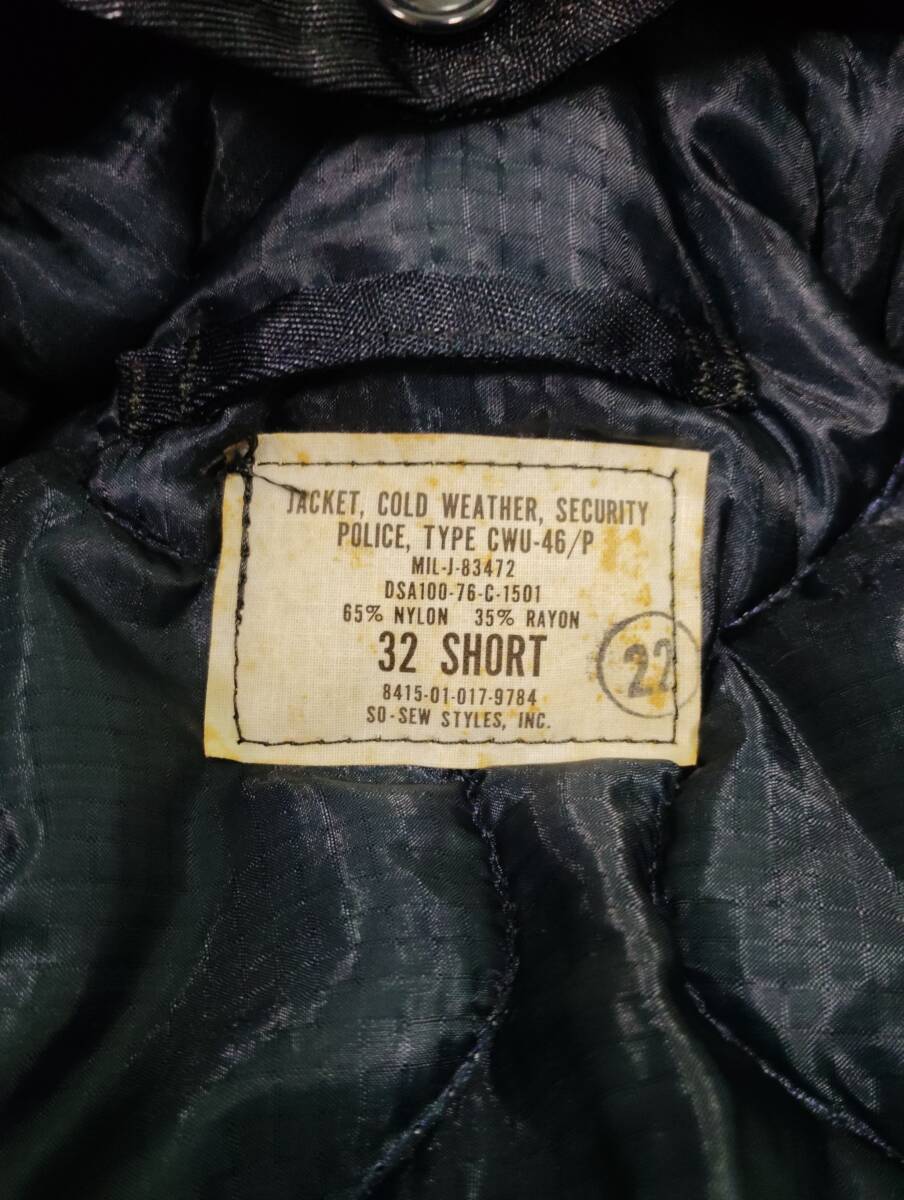 JACKET, COLD WEATHER, SECURITY
POLICE, TYPE CWU-46/P
MIL-J-83472
DSA100-76-C-1501
65% NYLON 35% RAYON
32 SHORT
22
8415-01-017-9784
SO-SEW STYLES, INC.